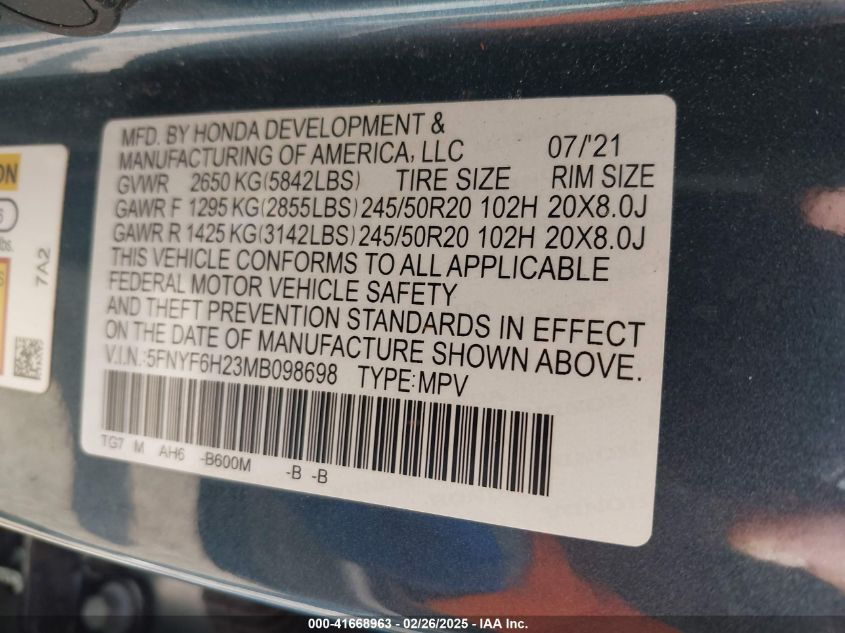 MFD. BY HONDA DEVELOPMENT &
MANUFACTURING OF AMERICA, LLC 07/'21
GVWR 2650 KG(5842LBS) TIRE SIZE RIM SIZE
GAWR F 1295 KG(2855LBS) 245/50R20 102H 20X8.0J
GAWR R 1425 KG(3142LBS) 245/50R20 102H 20X8.0J
THIS VEHICLE CONFORMS TO ALL APPLICABLE
FEDERAL MOTOR VEHICLE SAFETY
AND THEFT PREVENTION STANDARDS IN EFFECT
ON THE DATE OF MANUFACTURE SHOWN ABOVE.
V.I.N.:5FNYF6H23MB098698 TYPE:MPV
TG7 M AH6 -B600M -B -B
7A2
lbs.
000-41668963 - 02/26/2025 - IAA Inc.